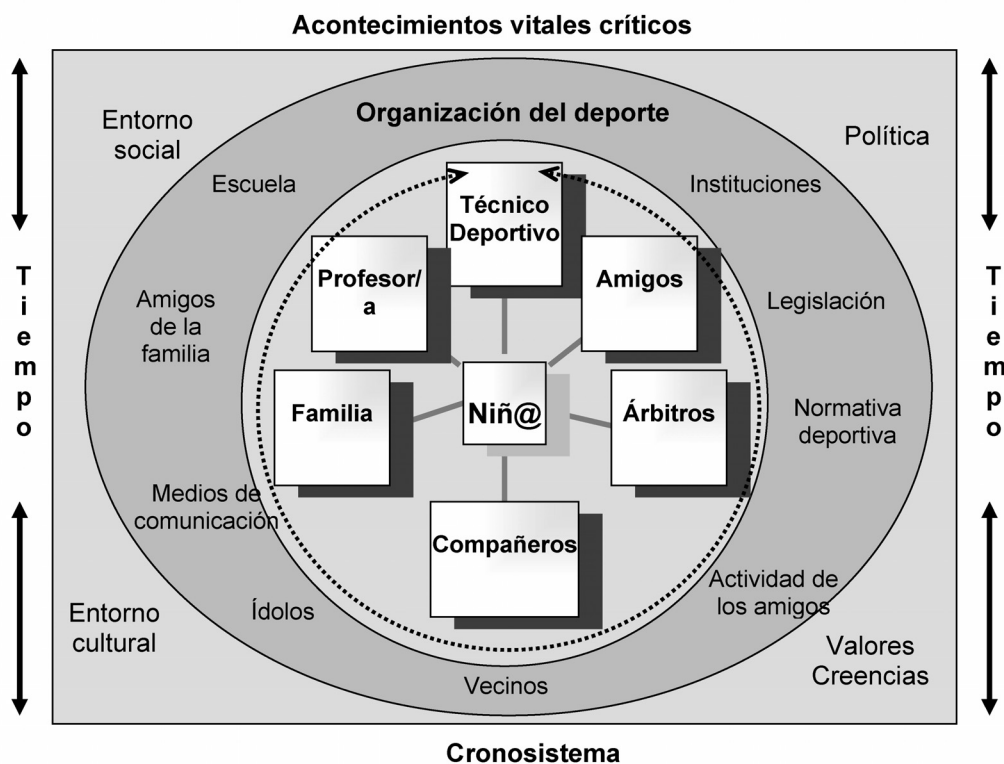 Acontecimientos vitales críticos
Entorno
social
Organización del deporte
Política
Escuela
Instituciones
Técnico
Deportivo
Profesor/
a
Amigos
Tiempo
Amigos
de la
familia
Legislación
Tiempo
Familia
Niñ@
Árbitros
Normativa
deportiva
Medios de
comunicación
Compañeros
Actividad de
los amigos
Entorno
cultural
Ídolos
Valores
Creencias
Vecinos
Cronosistema